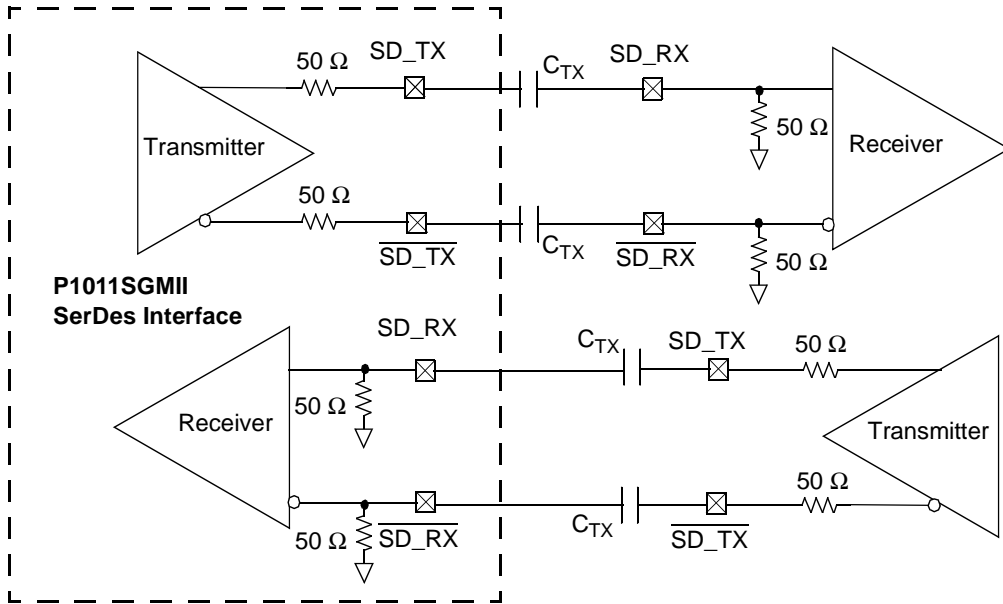 50 Ω
SD_TX
C_TX
SD_RX
50 Ω
Transmitter
Receiver
50 Ω
SD_TX
C_TX
SD_RX
50 Ω
P1011SGMII
SerDes Interface
SD_RX
C_TX
SD_TX
50 Ω
50 Ω
Receiver
Transmitter
50 Ω
50 Ω
SD_RX
C_TX
SD_TX